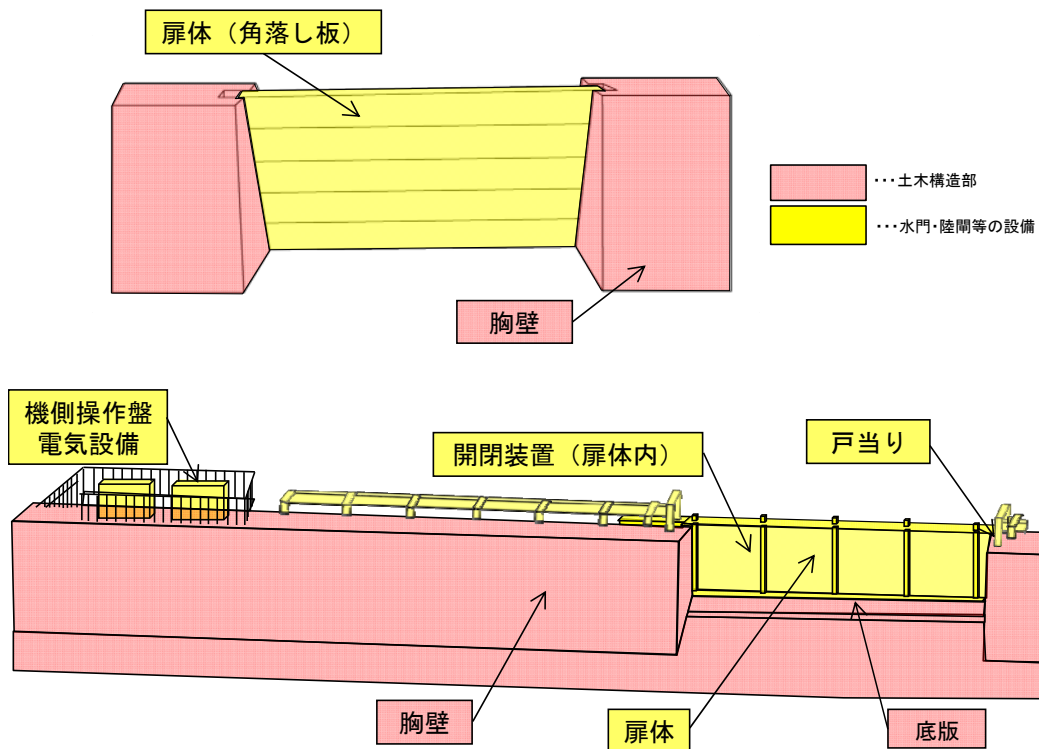 扉体（角落し板）
･･･土木構造部
･･･水門･陸閘等の設備
胸壁
機側操作盤
電気設備
開閉装置（扉体内）
戸当り
胸壁
扉体
底版